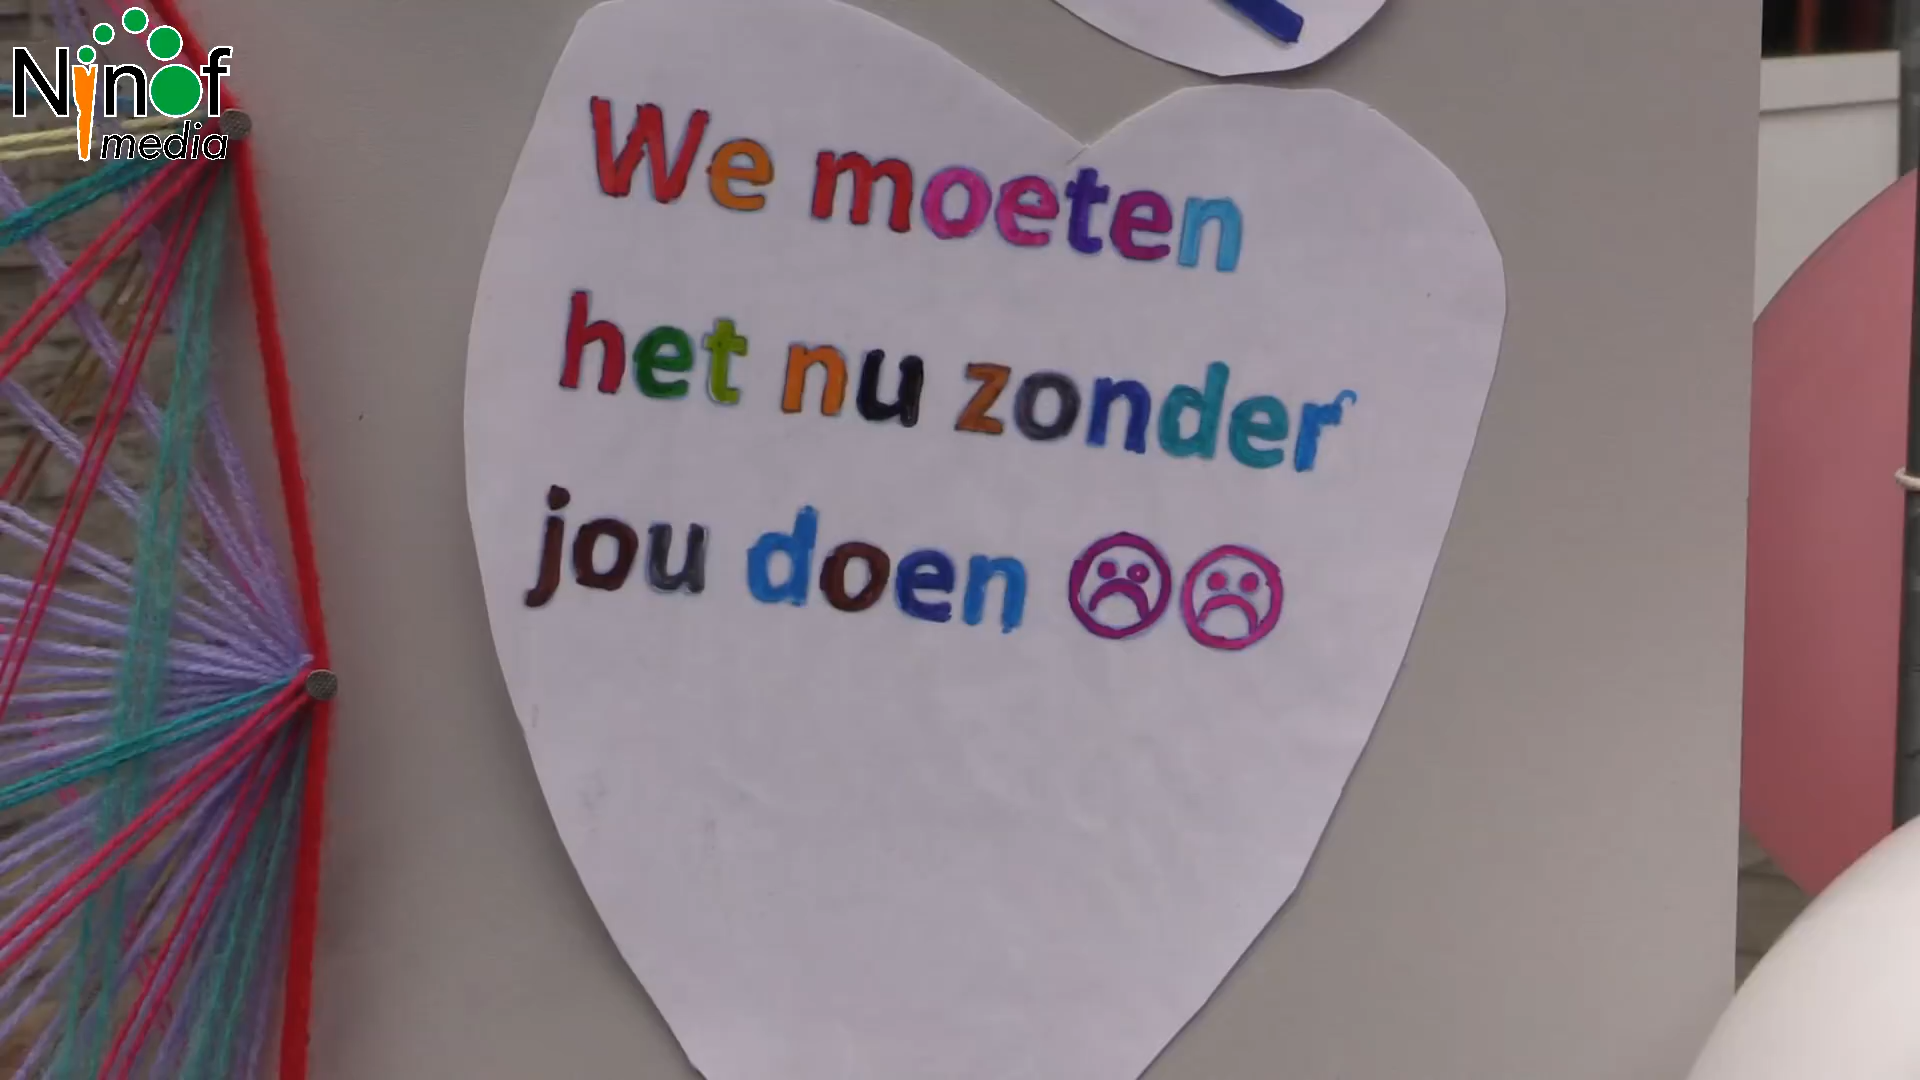 Ninof
media
We moeten
het nu zonder
jou doen ☹☹